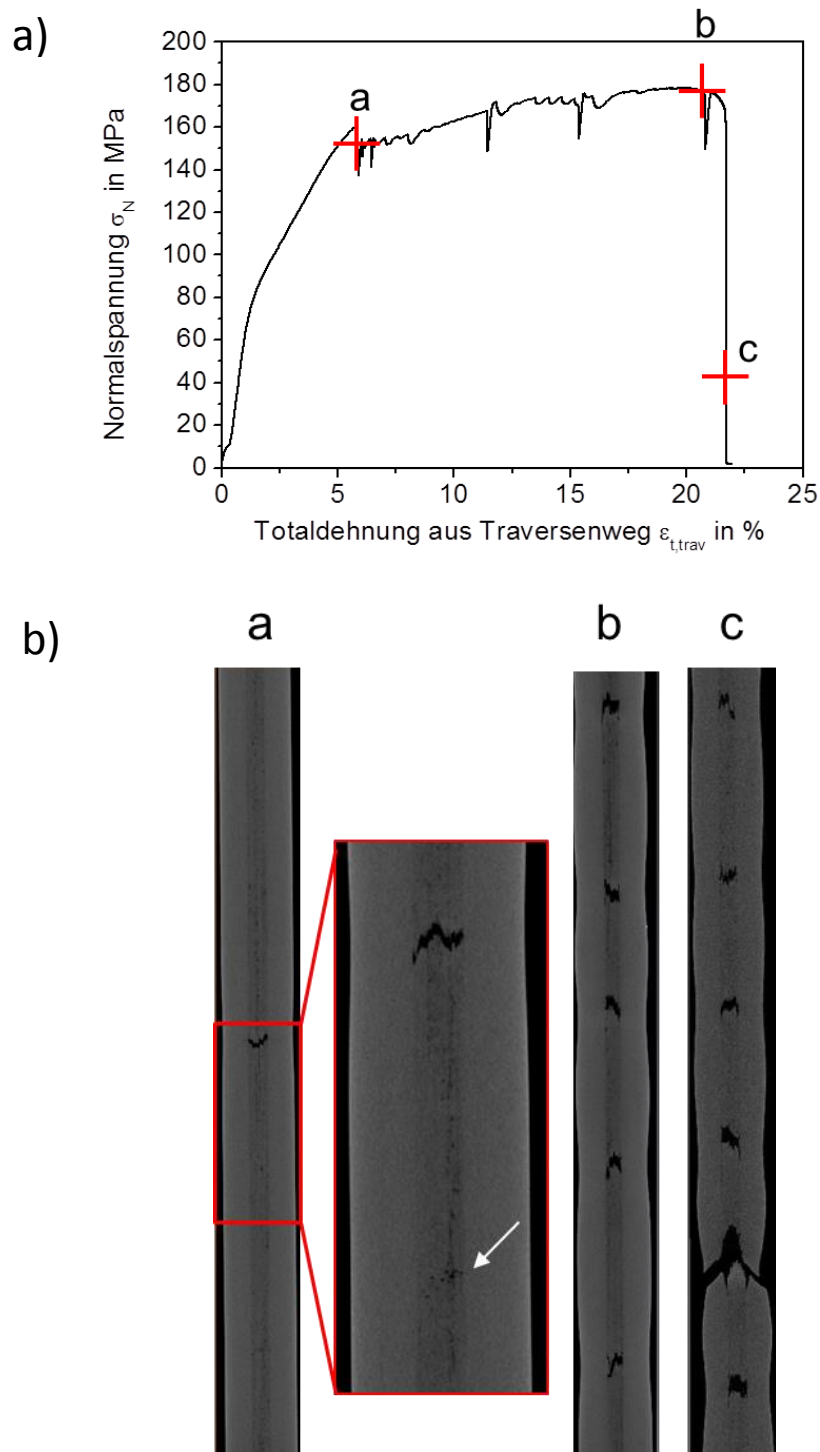 a)
b
200
180
a
160
140
120
100
80
60
c
40
20
0
0 5 10 15 20 25
Normalspannung σN in MPa
Totaldehnung aus Traversenweg εt,trav in %
b)
a b c